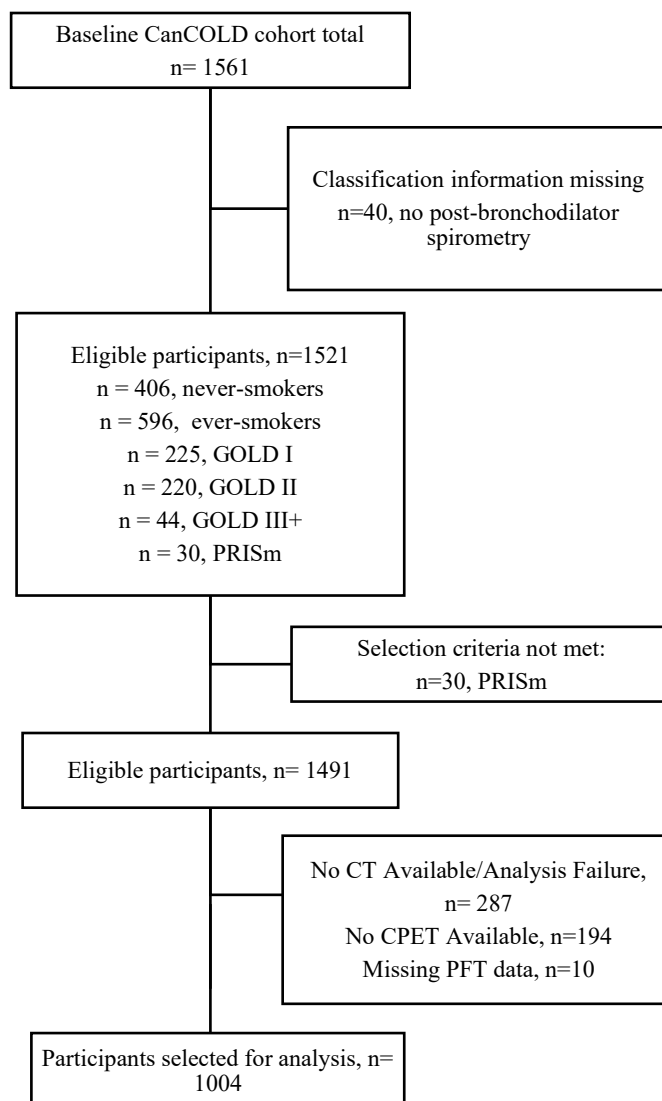 Baseline CanCOLD cohort total
n= 1561
Classification information missing
n=40, no post-bronchodilator
spirometry
Eligible participants, n=1521
n = 406, never-smokers
n = 596, ever-smokers
n = 225, GOLD I
n = 220, GOLD II
n = 44, GOLD III+
n = 30, PRISm
Selection criteria not met:
n=30, PRISm
Eligible participants, n= 1491
No CT Available/Analysis Failure,
n= 287
No CPET Available, n=194
Missing PFT data, n=10
Participants selected for analysis, n=
1004